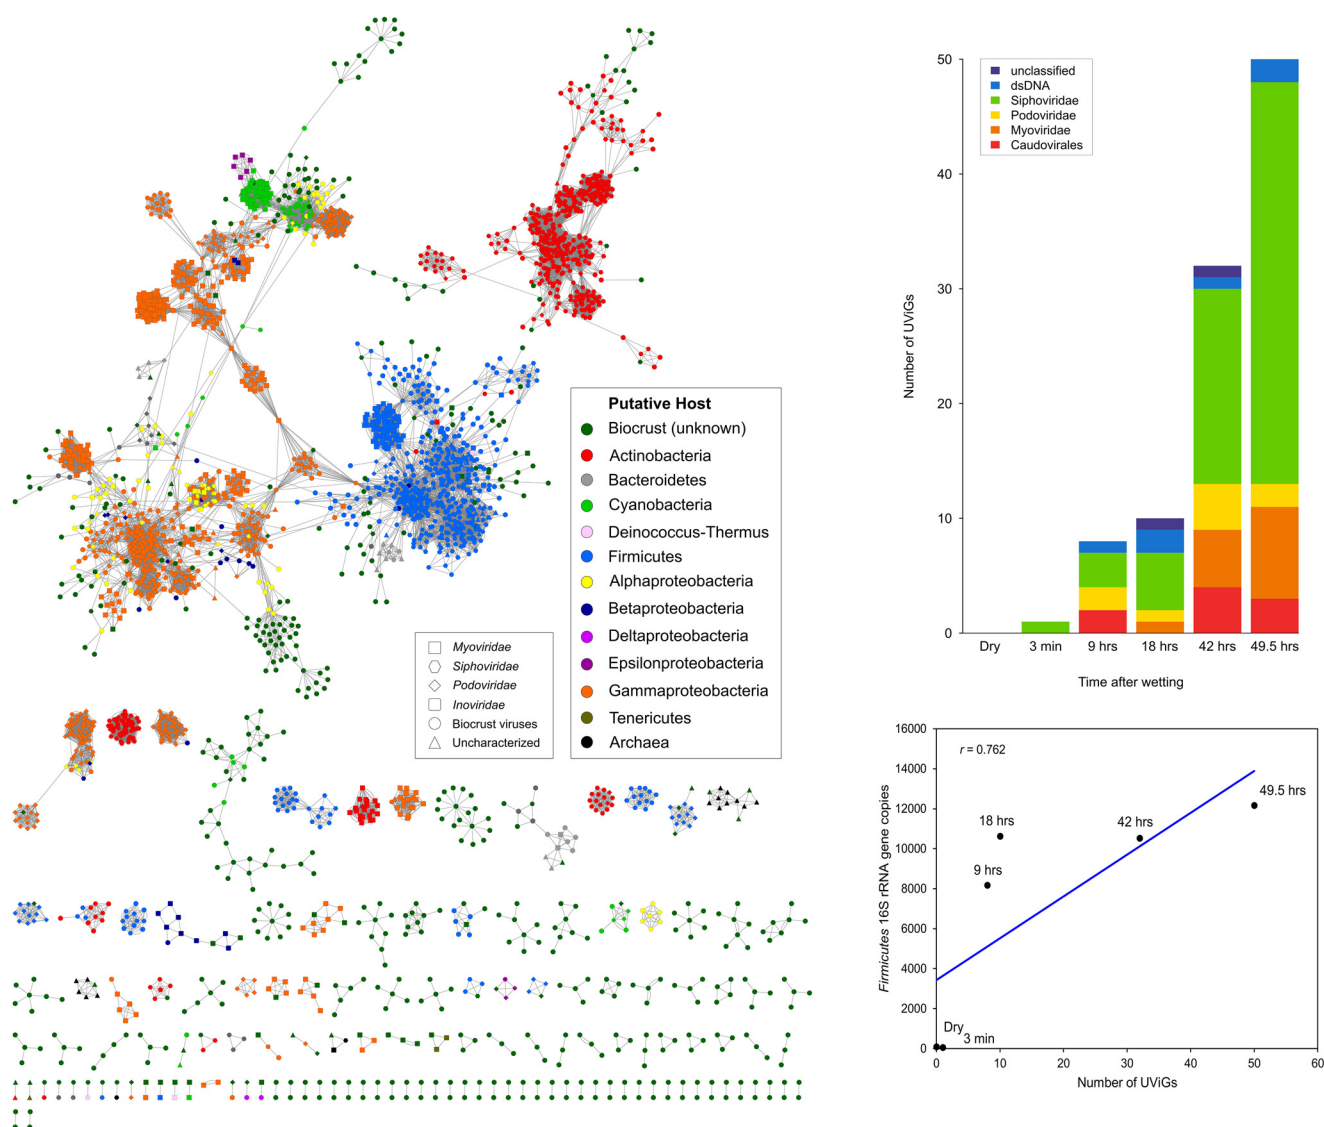 Putative Host
Biocrust (unknown)
Actinobacteria
Bacteroidetes
Cyanobacteria
Deinococcus-Thermus
Firmicutes
Alphaproteobacteria
Betaproteobacteria
Deltaproteobacteria
Epsilonproteobacteria
Gammaproteobacteria
Tenericutes
Archaea
Myoviridae
Siphoviridae
Podoviridae
Inoviridae
Biocrust viruses
Uncharacterized
50
40
30
20
10
0
Number of UViGs
unclassified
dsDNA
Siphoviridae
Podoviridae
Myoviridae
Caudovirales
Dry 3 min 9 hrs 18 hrs 42 hrs 49.5 hrs
Time after wetting
16000
14000
12000
10000
8000
6000
4000
2000
0
Firmicutes 16S rRNA gene copies
r = 0.762
49.5 hrs
18 hrs
42 hrs
9 hrs
Dry
3 min
0 10 20 30 40 50 60
Number of UViGs